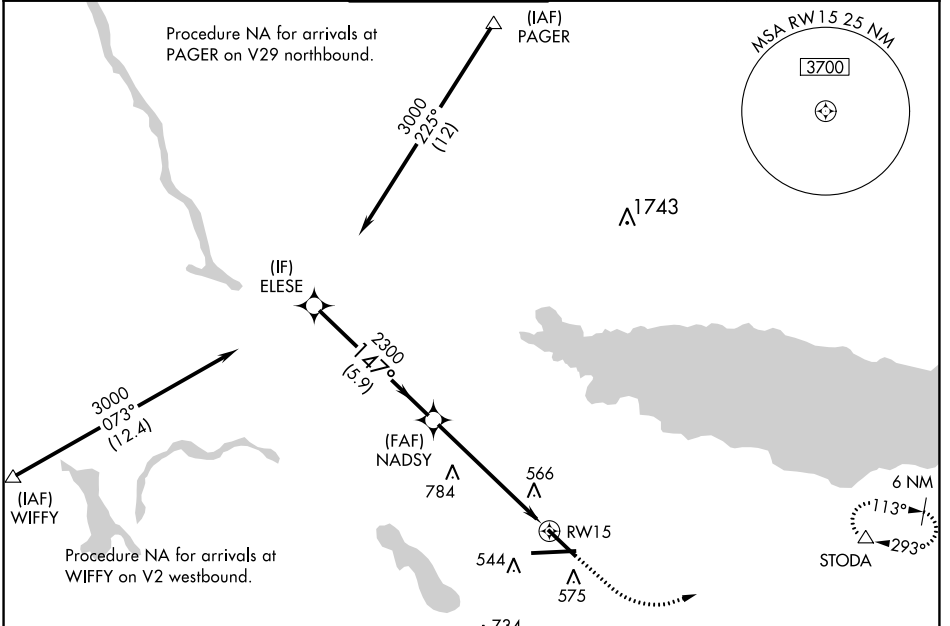 Procedure NA for arrivals at
PAGER on V29 northbound.
(IAF)
PAGER
MSA RW15 25 NM
3700
3000
225°
(12)
1743
(IF)
ELESE
2300
147°
(5.9)
3000
073°
(12.4)
(IAF)
WIFFY
(FAF)
NADSY
784
566
RW15
544
575
6 NM
113°
293°
STODA
Procedure NA for arrivals at
WIFFY on V2 westbound.
734